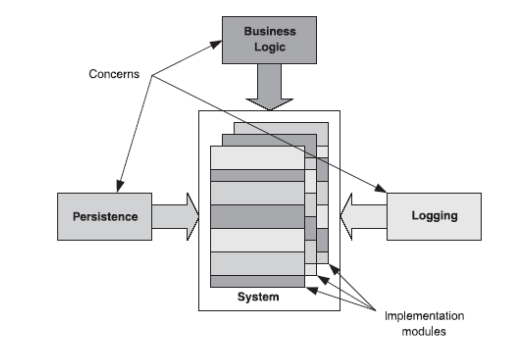 Business
Logic
Concerns
Persistence
Logging
System
Implementation
modules